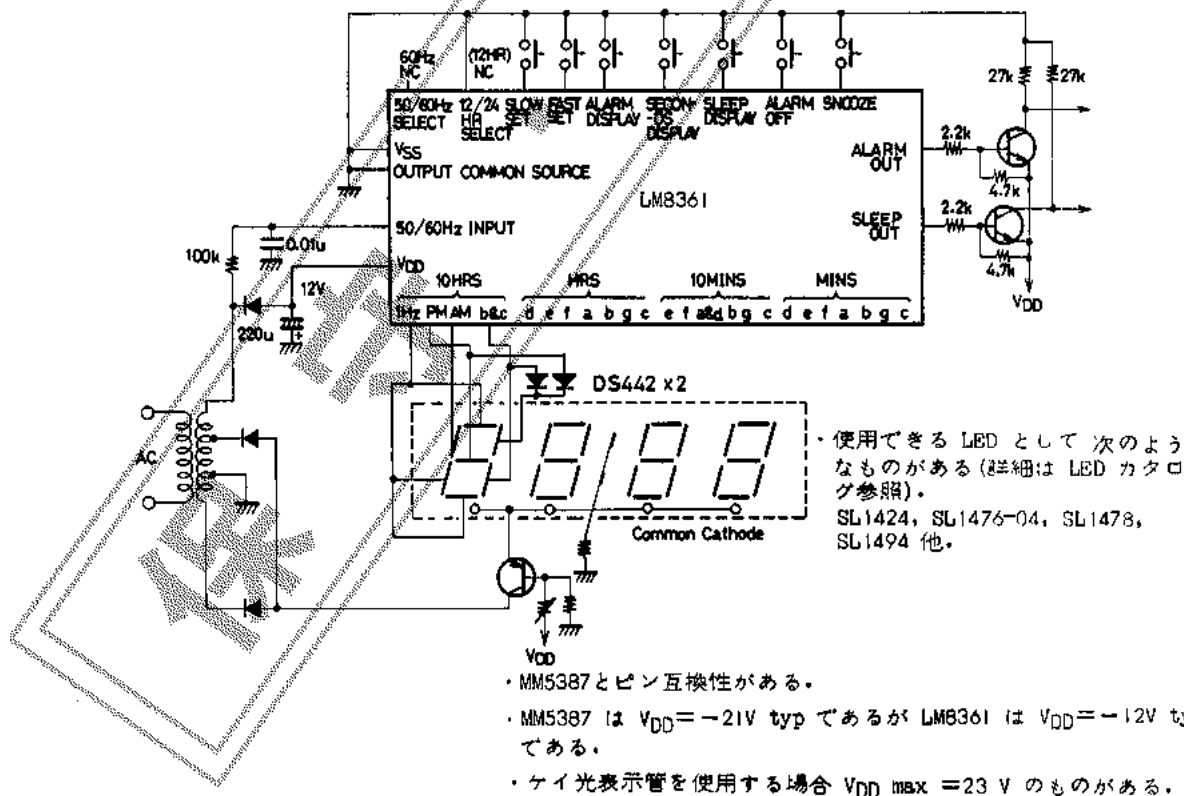 60Hz
NC
(12HR)
NC
50/60Hz
SELECT
12/24
HR
SELECT
SLOW
SET
FAST
SET
ALARM
DISPLAY
SECON-
DS
DISPLAY
SLEEP
DISPLAY
ALARM
OFF
SNOOZE
27k
27k
VSS
OUTPUT COMMON SOURCE
LM8361
ALARM
OUT
2.2k
4.7k
50/60Hz INPUT
SLEEP
OUT
2.2k
4.7k
VDD
100k
0.01u
VDD
12V
220u
10HRS
HRS
10MINS
MINS
1Hz PM AM b&c
d e f a b g c
e f a&d b g c
d e f a b g c
DS442 x2
AC
Common Cathode
VDD
・使用できる LED として 次のよう
なものがある(詳細は LED カタロ
グ参照).
SL1424, SL1476-04, SL1478,
SL1494 他.
・MM5387とピン互換性がある.
・MM5387 は VDD=-21V typ であるが LM8361 は VDD=-12V ty
である.
・ケイ光表示管を使用する場合 VDD max =23 V のものがある.
保守